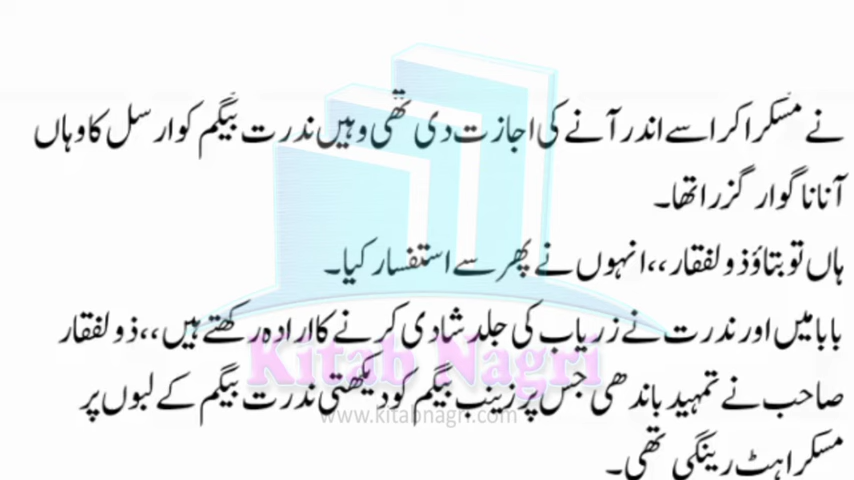 نے مسکرا کر اسے اندر آنے کی اجازت دی تھی وہیں ندرت بیگم کو ارسل کا وہاں
آنا ناگوار گزرا تھا۔
ہاں تو بتاؤ ذولفقار،، انہوں نے پھر سے استفسار کیا۔
بابا میں اور ندرت نے زریاب کی جلد شادی کرنے کا ارادہ رکھتے ہیں،، ذولفقار
صاحب نے تمہید باندھی جس پر زینب بیگم کو دیکھتی ندرت بیگم کے لبوں پر
مسکراہٹ رینگی تھی۔
Kitab Nagri
www.kitabnagri.com